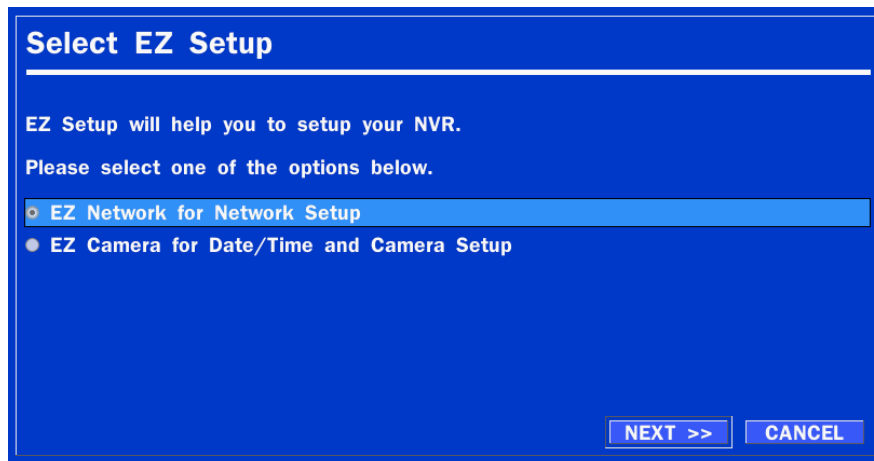 Select EZ Setup
EZ Setup will help you to setup your NVR.
Please select one of the options below.
EZ Network for Network Setup
EZ Camera for Date/Time and Camera Setup
NEXT >> CANCEL